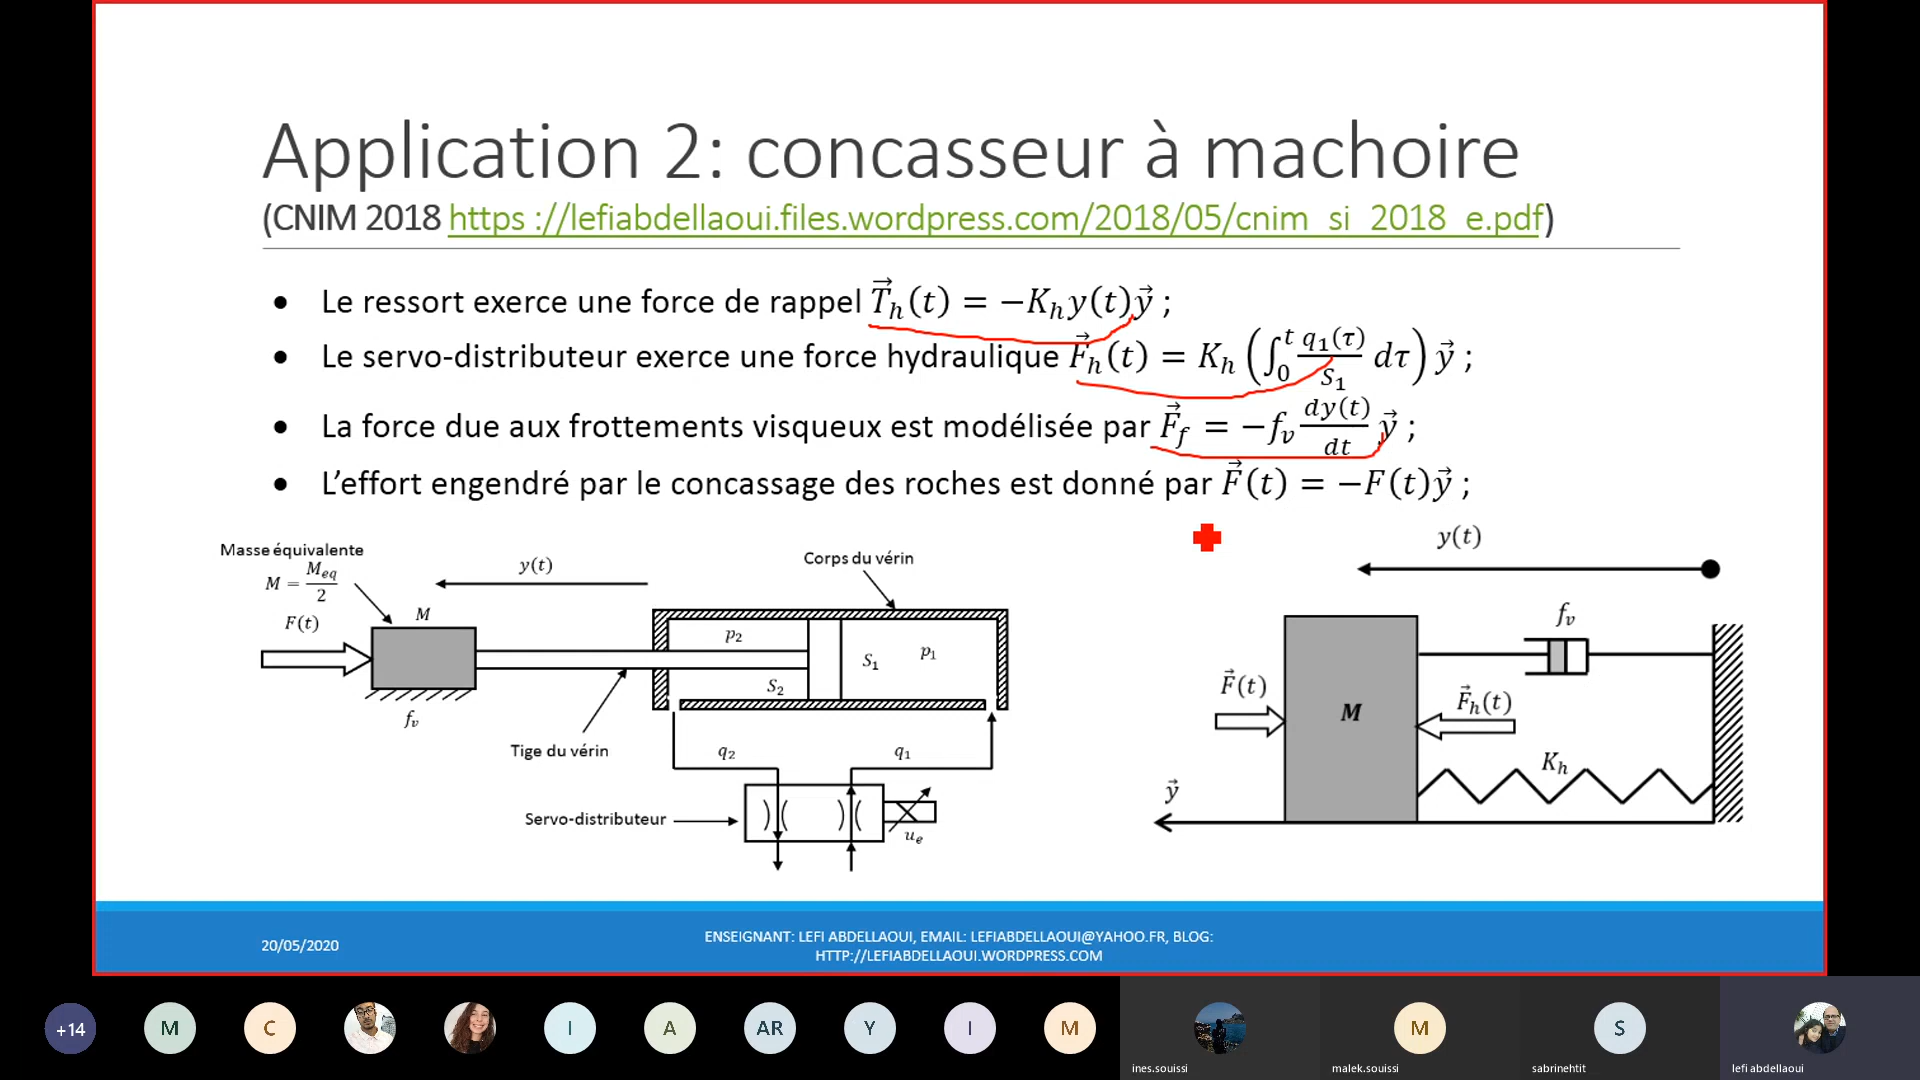 Application 2: concasseur à machoire
(CNIM 2018 https ://lefiabdellaoui.files.wordpress.com/2018/05/cnim_si_2018_e.pdf)
• Le ressort exerce une force de rappel T⃗ₕ(t) = −Kₕy(t)y⃗ ;
• Le servo-distributeur exerce une force hydraulique F⃗ₕ(t) = Kₕ (∫₀ᵗ q₁(τ)/S₁ dτ) y⃗ ;
• La force due aux frottements visqueux est modélisée par F⃗_f = −fᵥ dy(t)/dt y⃗ ;
• L’effort engendré par le concassage des roches est donné par F⃗(t) = −F(t)y⃗ ;
Masse équivalente
M = M_eq/2
F(t)
M
y(t)
Corps du vérin
p₂
S₁
p₁
S₂
fᵥ
Tige du vérin
q₂
q₁
Servo-distributeur
uₑ
y(t)
fᵥ
F⃗(t)
M
F⃗ₕ(t)
Kₕ
y⃗
20/05/2020
ENSEIGNANT: LEFI ABDELLAOUI, EMAIL: LEFIABDELLAOUI@YAHOO.FR, BLOG:
HTTP://LEFIABDELLAOUI.WORDPRESS.COM
+14
M
C
I
A
AR
Y
I
M
M
S
ines.souissi
malek.souissi
sabrinehtit
lefi abdellaoui